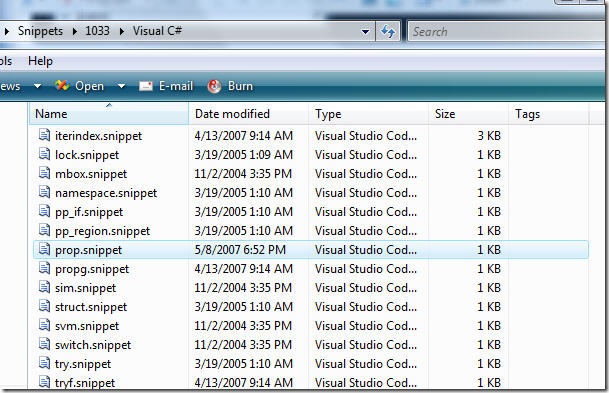 Snippets 1033 Visual C# Search
ols Help
ews Open E-mail Burn
Name Date modified Type Size Tags
iterindex.snippet 4/13/2007 9:14 AM Visual Studio Cod... 3 KB
lock.snippet 3/19/2005 1:09 AM Visual Studio Cod... 1 KB
mbox.snippet 11/2/2004 3:35 PM Visual Studio Cod... 1 KB
namespace.snippet 3/19/2005 1:10 AM Visual Studio Cod... 1 KB
pp_if.snippet 3/19/2005 1:10 AM Visual Studio Cod... 1 KB
pp_region.snippet 3/19/2005 1:10 AM Visual Studio Cod... 1 KB
prop.snippet 5/8/2007 6:52 PM Visual Studio Cod... 1 KB
propg.snippet 4/13/2007 9:14 AM Visual Studio Cod... 1 KB
sim.snippet 11/2/2004 3:35 PM Visual Studio Cod... 1 KB
struct.snippet 3/19/2005 1:10 AM Visual Studio Cod... 1 KB
svm.snippet 11/2/2004 3:35 PM Visual Studio Cod... 1 KB
switch.snippet 11/2/2004 3:35 PM Visual Studio Cod... 1 KB
try.snippet 3/19/2005 1:10 AM Visual Studio Cod... 1 KB
tryf.snippet 4/13/2007 9:14 AM Visual Studio Cod... 1 KB